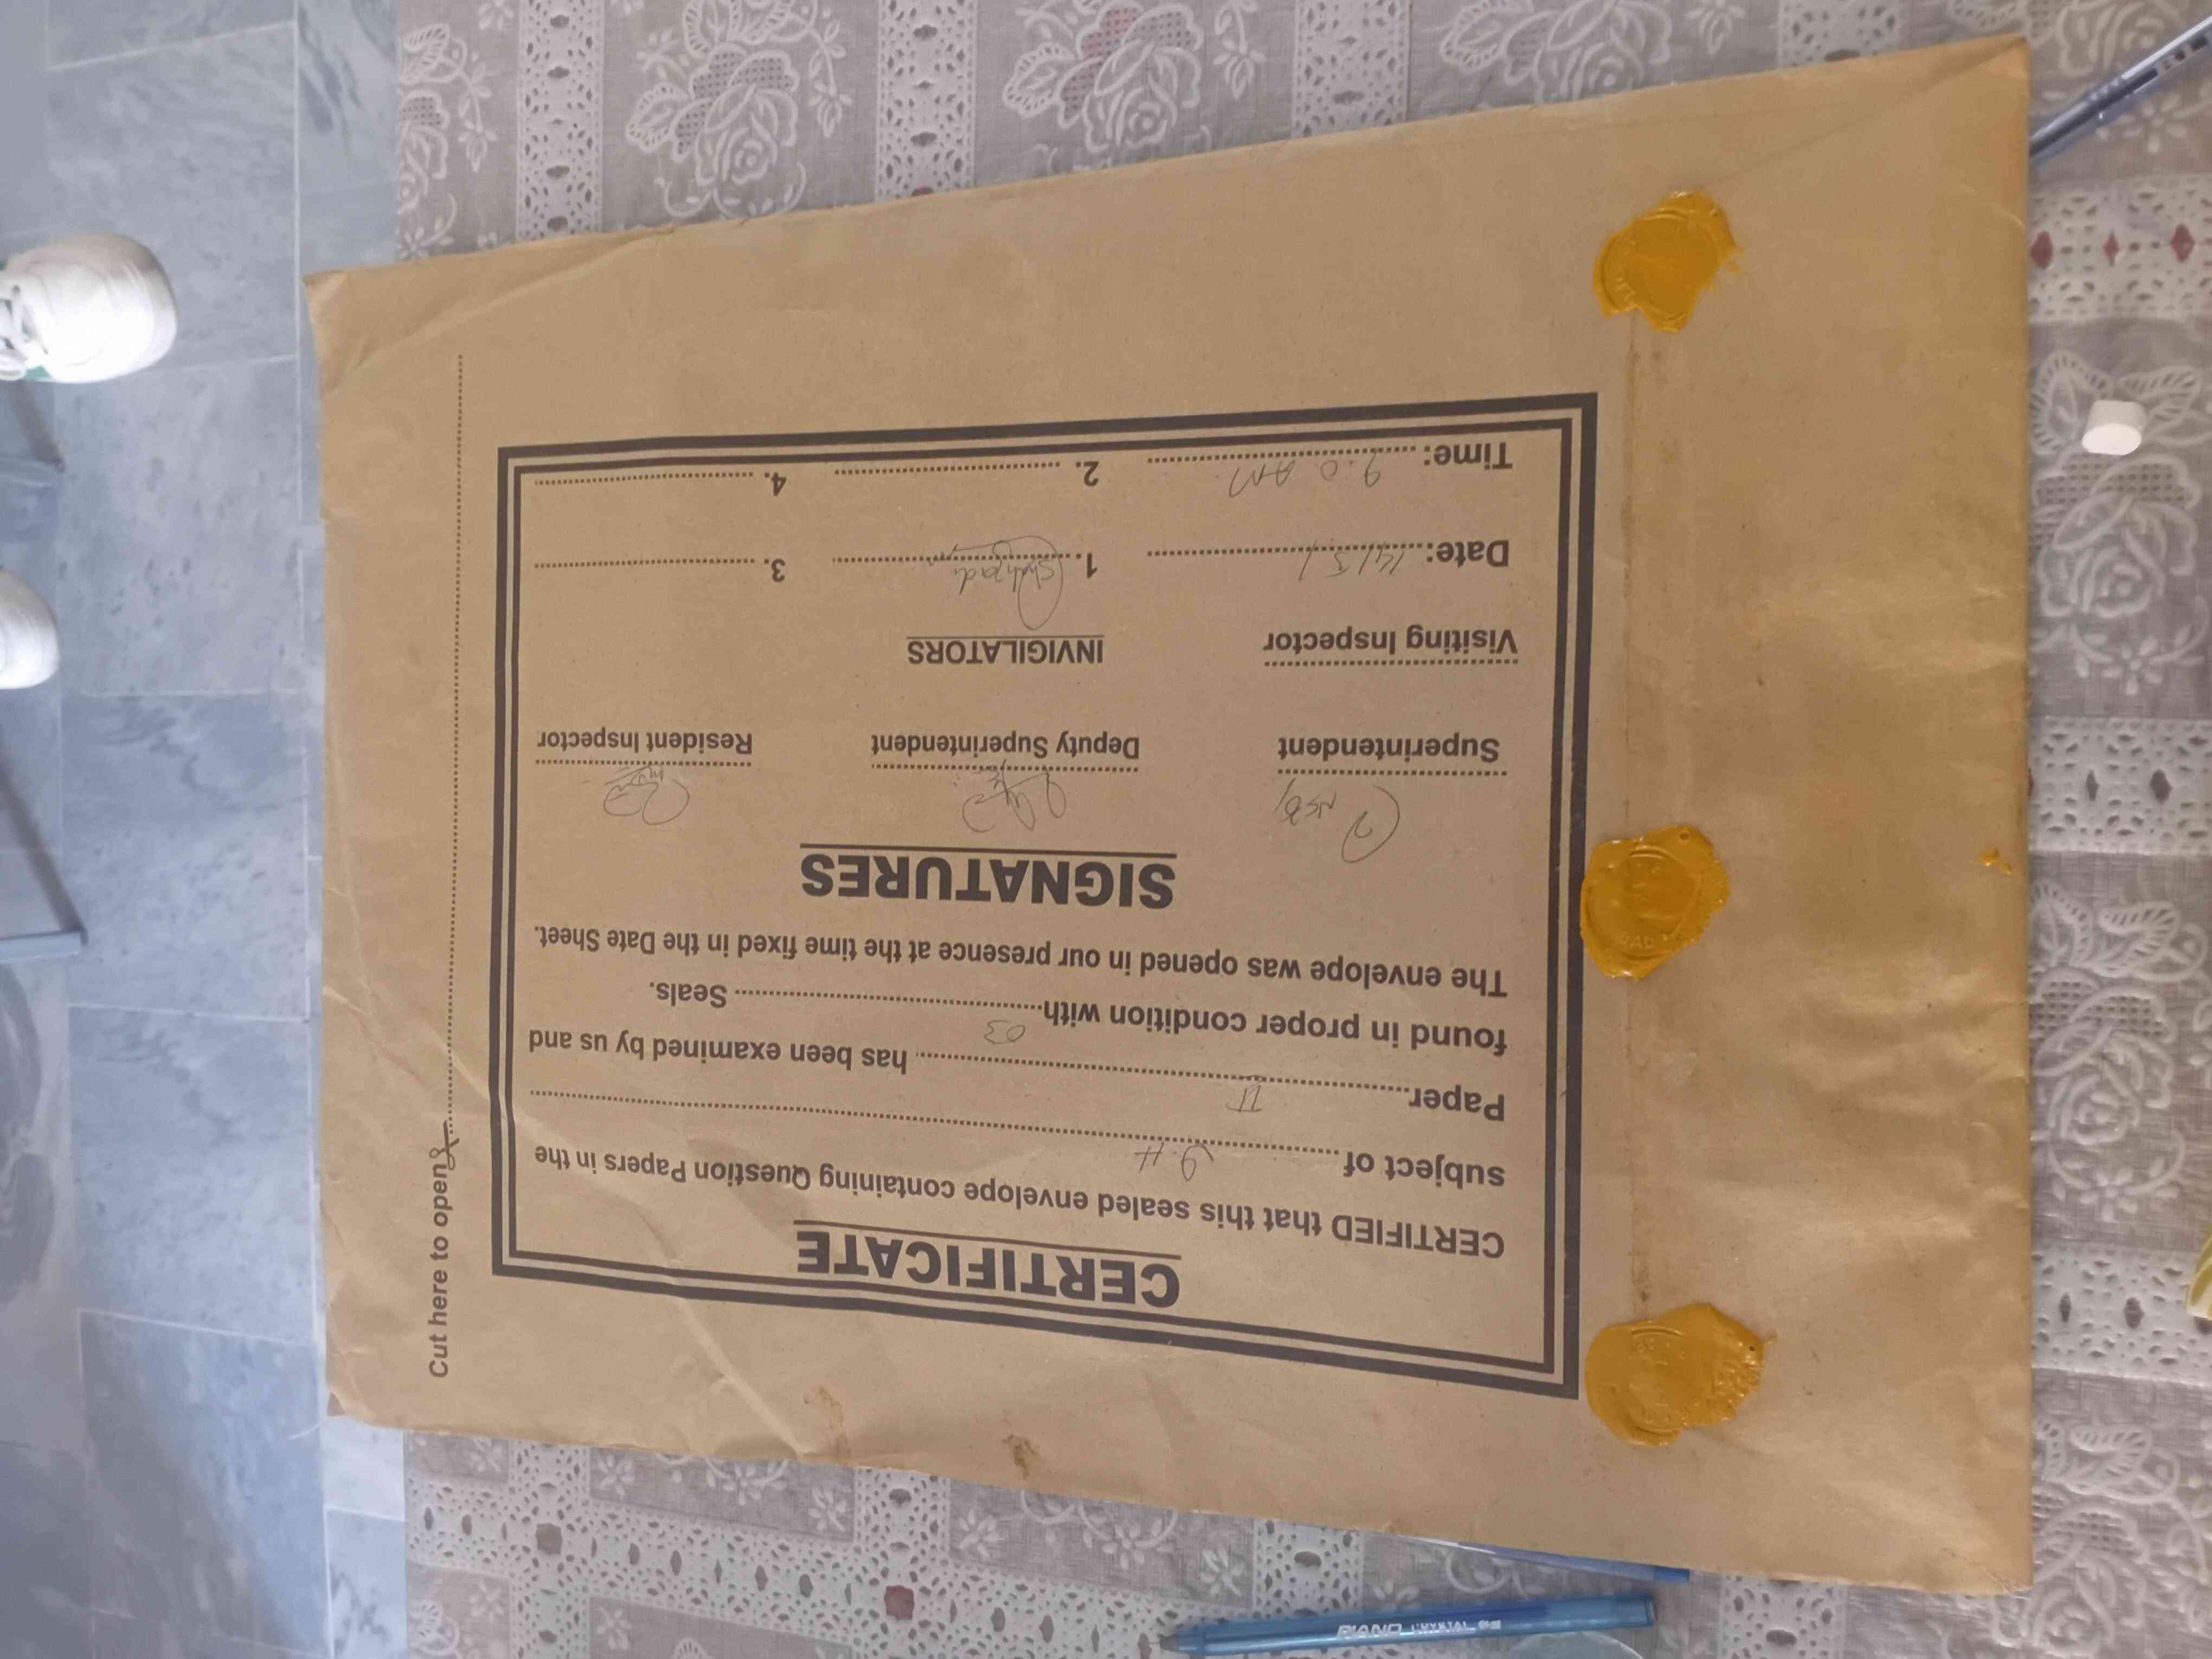 CERTIFICATE
CERTIFIED that this sealed envelope containing Question Papers in the
subject of
Paper II has been examined by us and
found in proper condition with 03 Seals.
The envelope was opened in our presence at the time fixed in the Date Sheet.
SIGNATURES
Superintendent Deputy Superintendent Resident Inspector
Visiting Inspector INVIGILATORS
Date: 14/5/ 1. 3.
Time: 9.0 AM 2. 4.
Cut here to open
PIANO